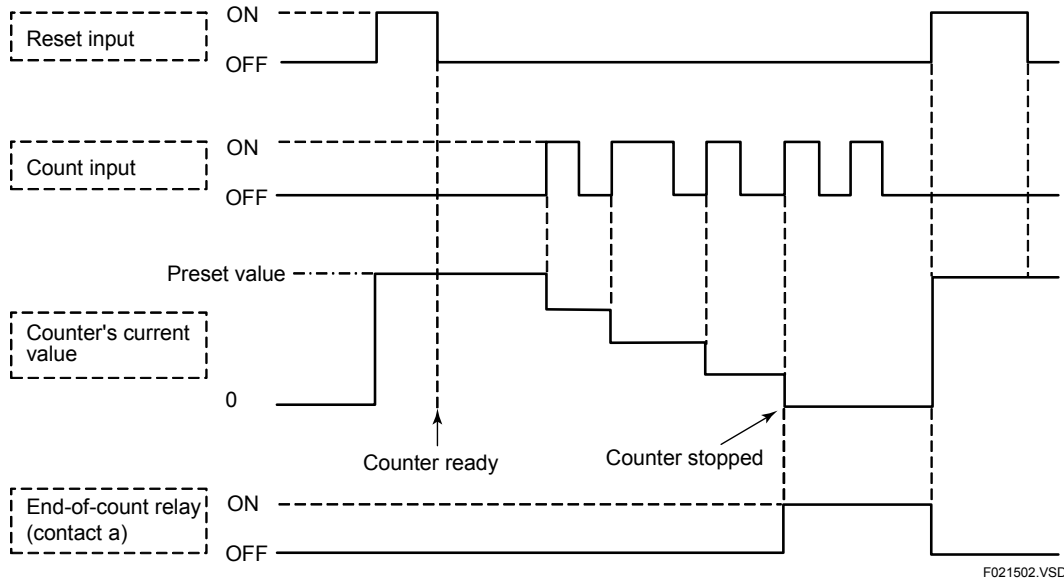 ON
Reset input
OFF
ON
Count input
OFF
Preset value
Counter's current
value
0
Counter ready
Counter stopped
End-of-count relay
(contact a)
ON
OFF
F021502.VSD